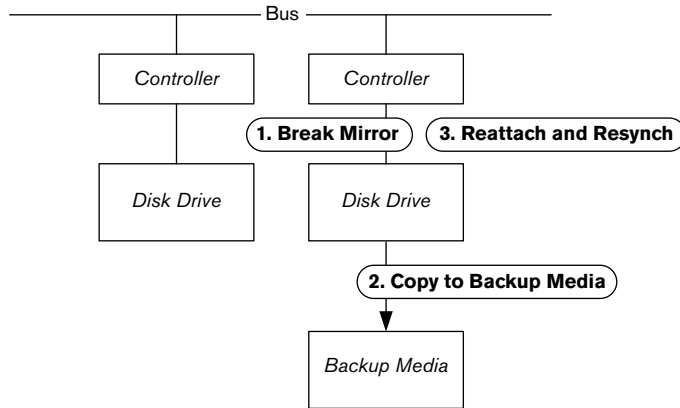 Bus
Controller
Controller
1. Break Mirror
3. Reattach and Resynch
Disk Drive
Disk Drive
2. Copy to Backup Media
Backup Media